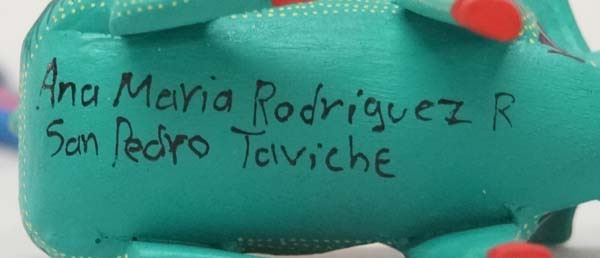 Ana Maria Rodriguez R
San Pedro Taviche